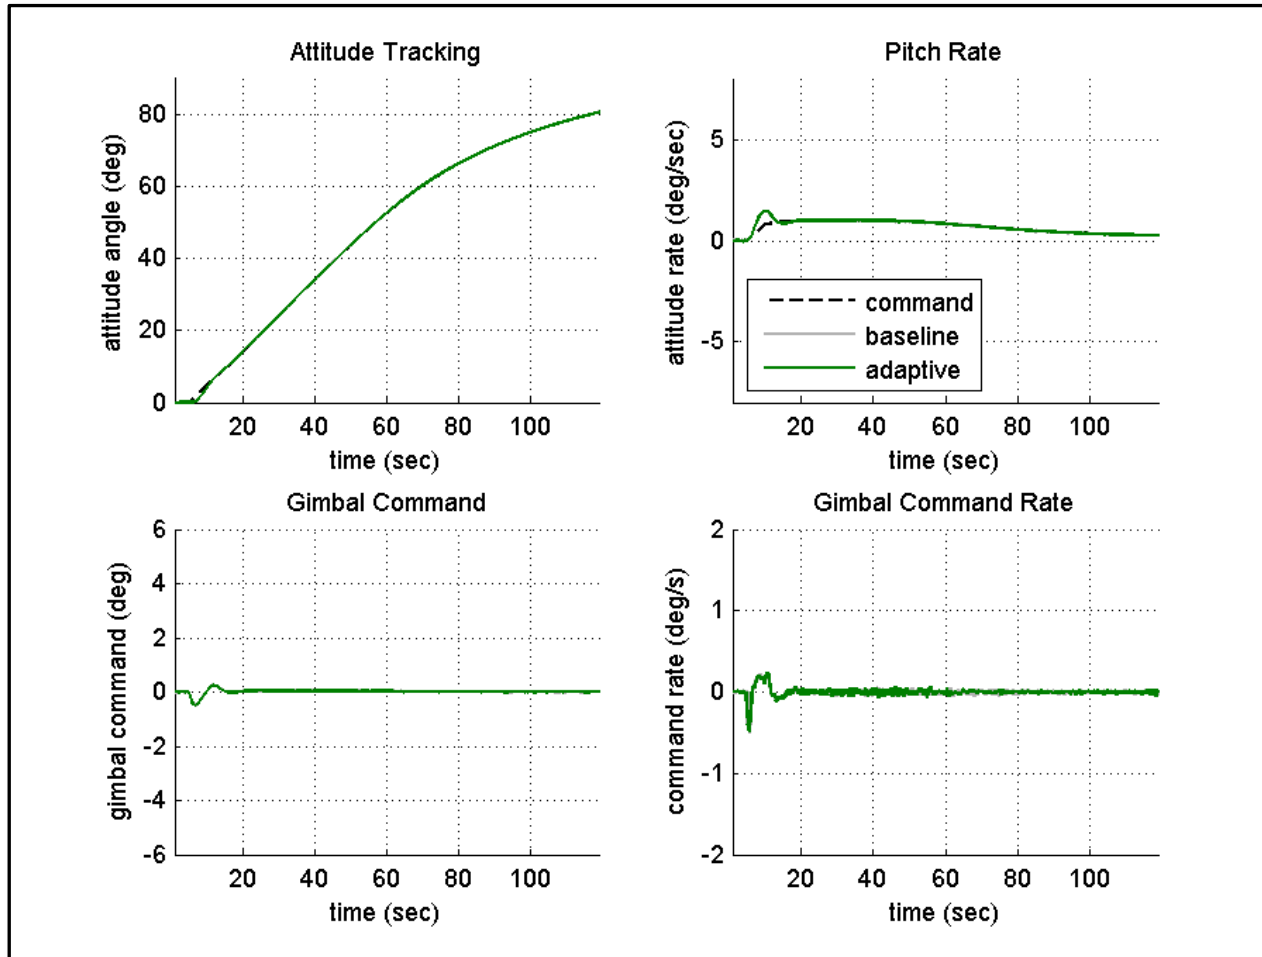 Attitude Tracking
attitude angle (deg)
80
60
40
20
0
20 40 60 80 100
time (sec)
Pitch Rate
attitude rate (deg/sec)
5
0
-5
command
baseline
adaptive
20 40 60 80 100
time (sec)
Gimbal Command
gimbal command (deg)
6
4
2
0
-2
-4
-6
20 40 60 80 100
time (sec)
Gimbal Command Rate
command rate (deg/s)
2
1
0
-1
-2
20 40 60 80 100
time (sec)